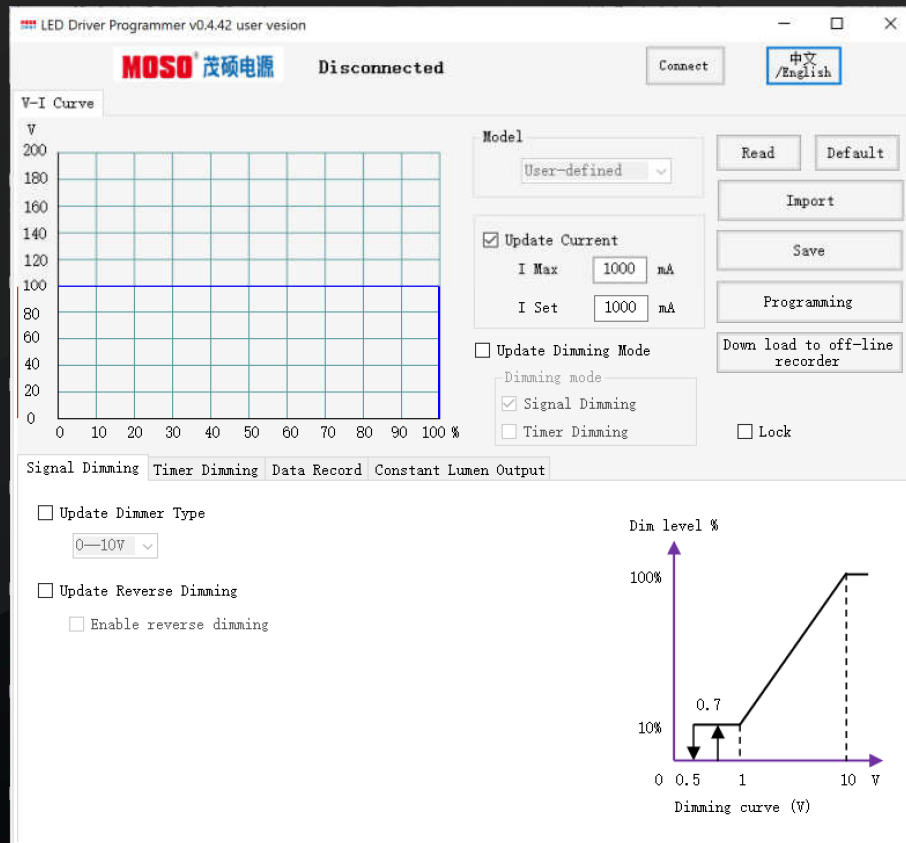 LED Driver Programmer v0.4.42 user vesion
MOSO® 茂硕电源
Disconnected
Connect
中文
/English
V-I Curve
V
200
180
160
140
120
100
80
60
40
20
0
0 10 20 30 40 50 60 70 80 90 100 %
Model
User-defined
Update Current
I Max 1000 mA
I Set 1000 mA
Update Dimming Mode
Dimming mode
Signal Dimming
Timer Dimming
Read
Default
Import
Save
Programming
Down load to off-line
recorder
Lock
Signal Dimming
Timer Dimming
Data Record
Constant Lumen Output
Update Dimmer Type
0—10V
Update Reverse Dimming
Enable reverse dimming
Dim level %
100%
0.7
10%
0 0.5 1 10 V
Dimming curve (V)